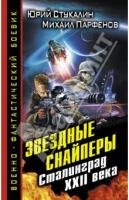 Юрий СТУКАЛИН
Михаил ПАРФЕНОВ
ЗВЕЗДНЫЕ
СНАЙПЕРЫ
Сталинград
XXII века
ВОЕННО-ФАНТАСТИЧЕСКИЙ БОЕВИК